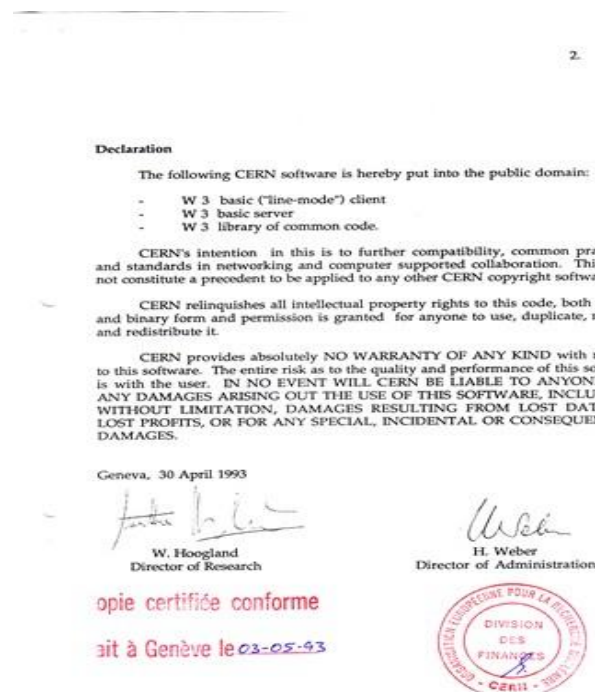 2.
Declaration
The following CERN software is hereby put into the public domain:
- W 3 basic ("line-mode") client
- W 3 basic server
- W 3 library of common code.
CERN's intention in this is to further compatibility, common pra
and standards in networking and computer supported collaboration. Thi
not constitute a precedent to be applied to any other CERN copyright softwa
CERN relinquishes all intellectual property rights to this code, both
and binary form and permission is granted for anyone to use, duplicate,
and redistribute it.
CERN provides absolutely NO WARRANTY OF ANY KIND with
to this software. The entire risk as to the quality and performance of this so
is with the user. IN NO EVENT WILL CERN BE LIABLE TO ANYON
ANY DAMAGES ARISING OUT THE USE OF THIS SOFTWARE, INCLU
WITHOUT LIMITATION, DAMAGES RESULTING FROM LOST DAT
LOST PROFITS, OR FOR ANY SPECIAL, INCIDENTAL OR CONSEQUE
DAMAGES.
Geneva, 30 April 1993
W. Hoogland
Director of Research
H. Weber
Director of Administration
opie certifiée conforme
ait à Genève le 03-05-93
ORGANISATION EUROPÉENNE POUR LA RECHERCHE NUCLÉAIRE
DIVISION
DES
FINANCES
- CERN -